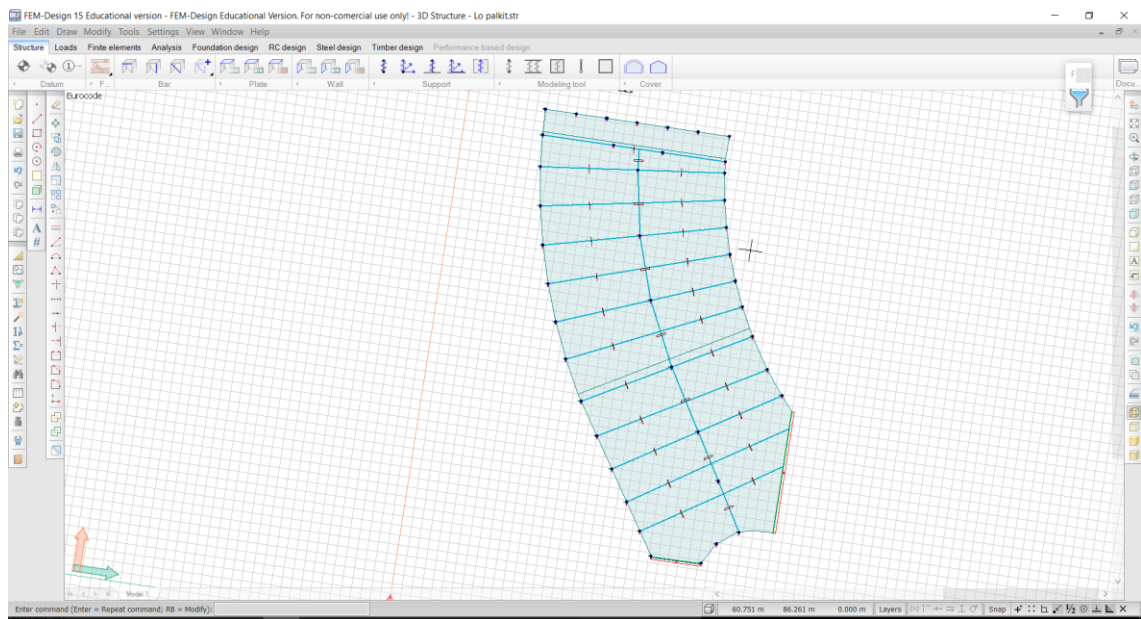 FEM-Design 15 Educational version - FEM-Design Educational Version. For non-comercial use only! - 3D Structure - Lo palkit.str
File Edit Draw Modify Tools Settings View Window Help
Structure Loads Finite elements Analysis Foundation design RC design Steel design Timber design Performance based design
Datum F... Bar Plate Wall Support Modeling tool Cover Docu...
Eurocode
F
A
#
A
Model 1
Enter command (Enter = Repeat command; RB = Modify): 60.751 m 86.261 m 0.000 m Layers Snap